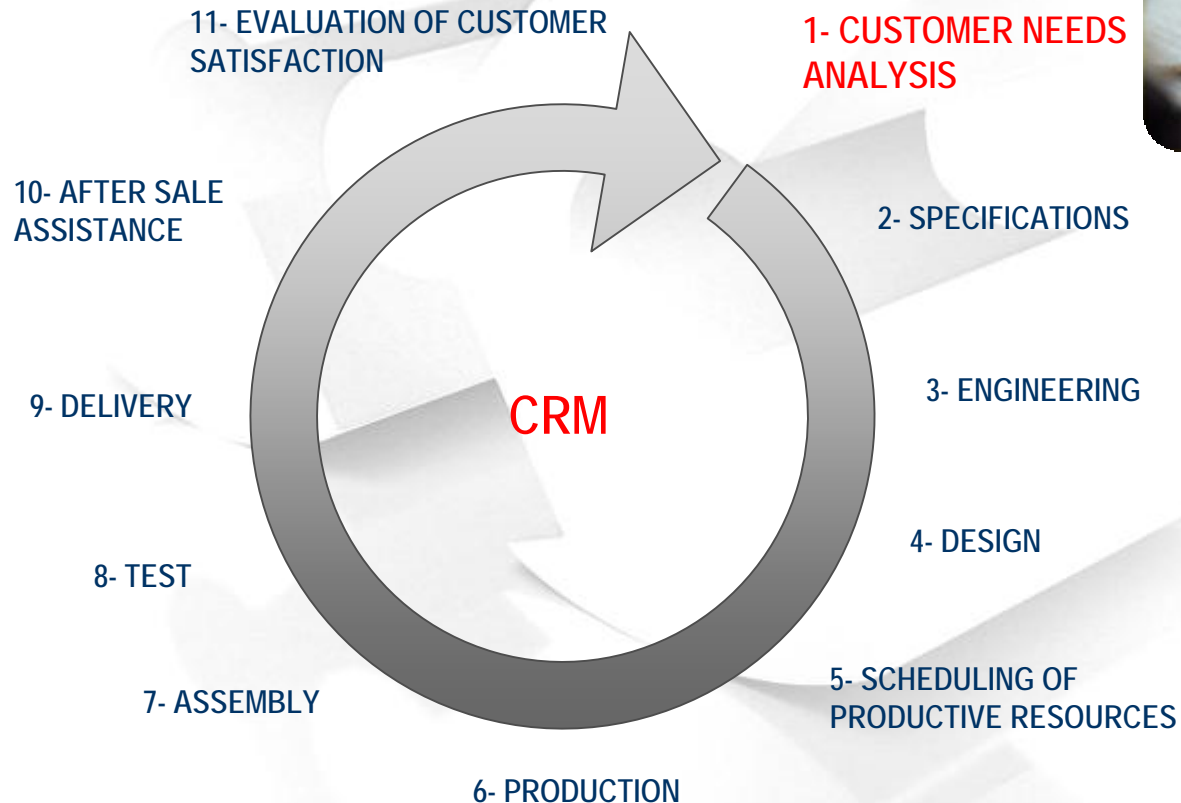 11- EVALUATION OF CUSTOMER
SATISFACTION
1- CUSTOMER NEEDS
ANALYSIS
10- AFTER SALE
ASSISTANCE
2- SPECIFICATIONS
9- DELIVERY
CRM
3- ENGINEERING
4- DESIGN
8- TEST
7- ASSEMBLY
5- SCHEDULING OF
PRODUCTIVE RESOURCES
6- PRODUCTION